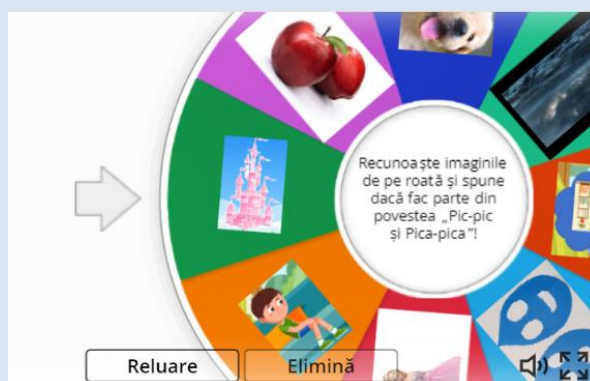 Recunoaște imaginile
de pe roată și spune
dacă fac parte din
povestea „Pic-pic
și Pica-pica"!
Reluare
Elimină